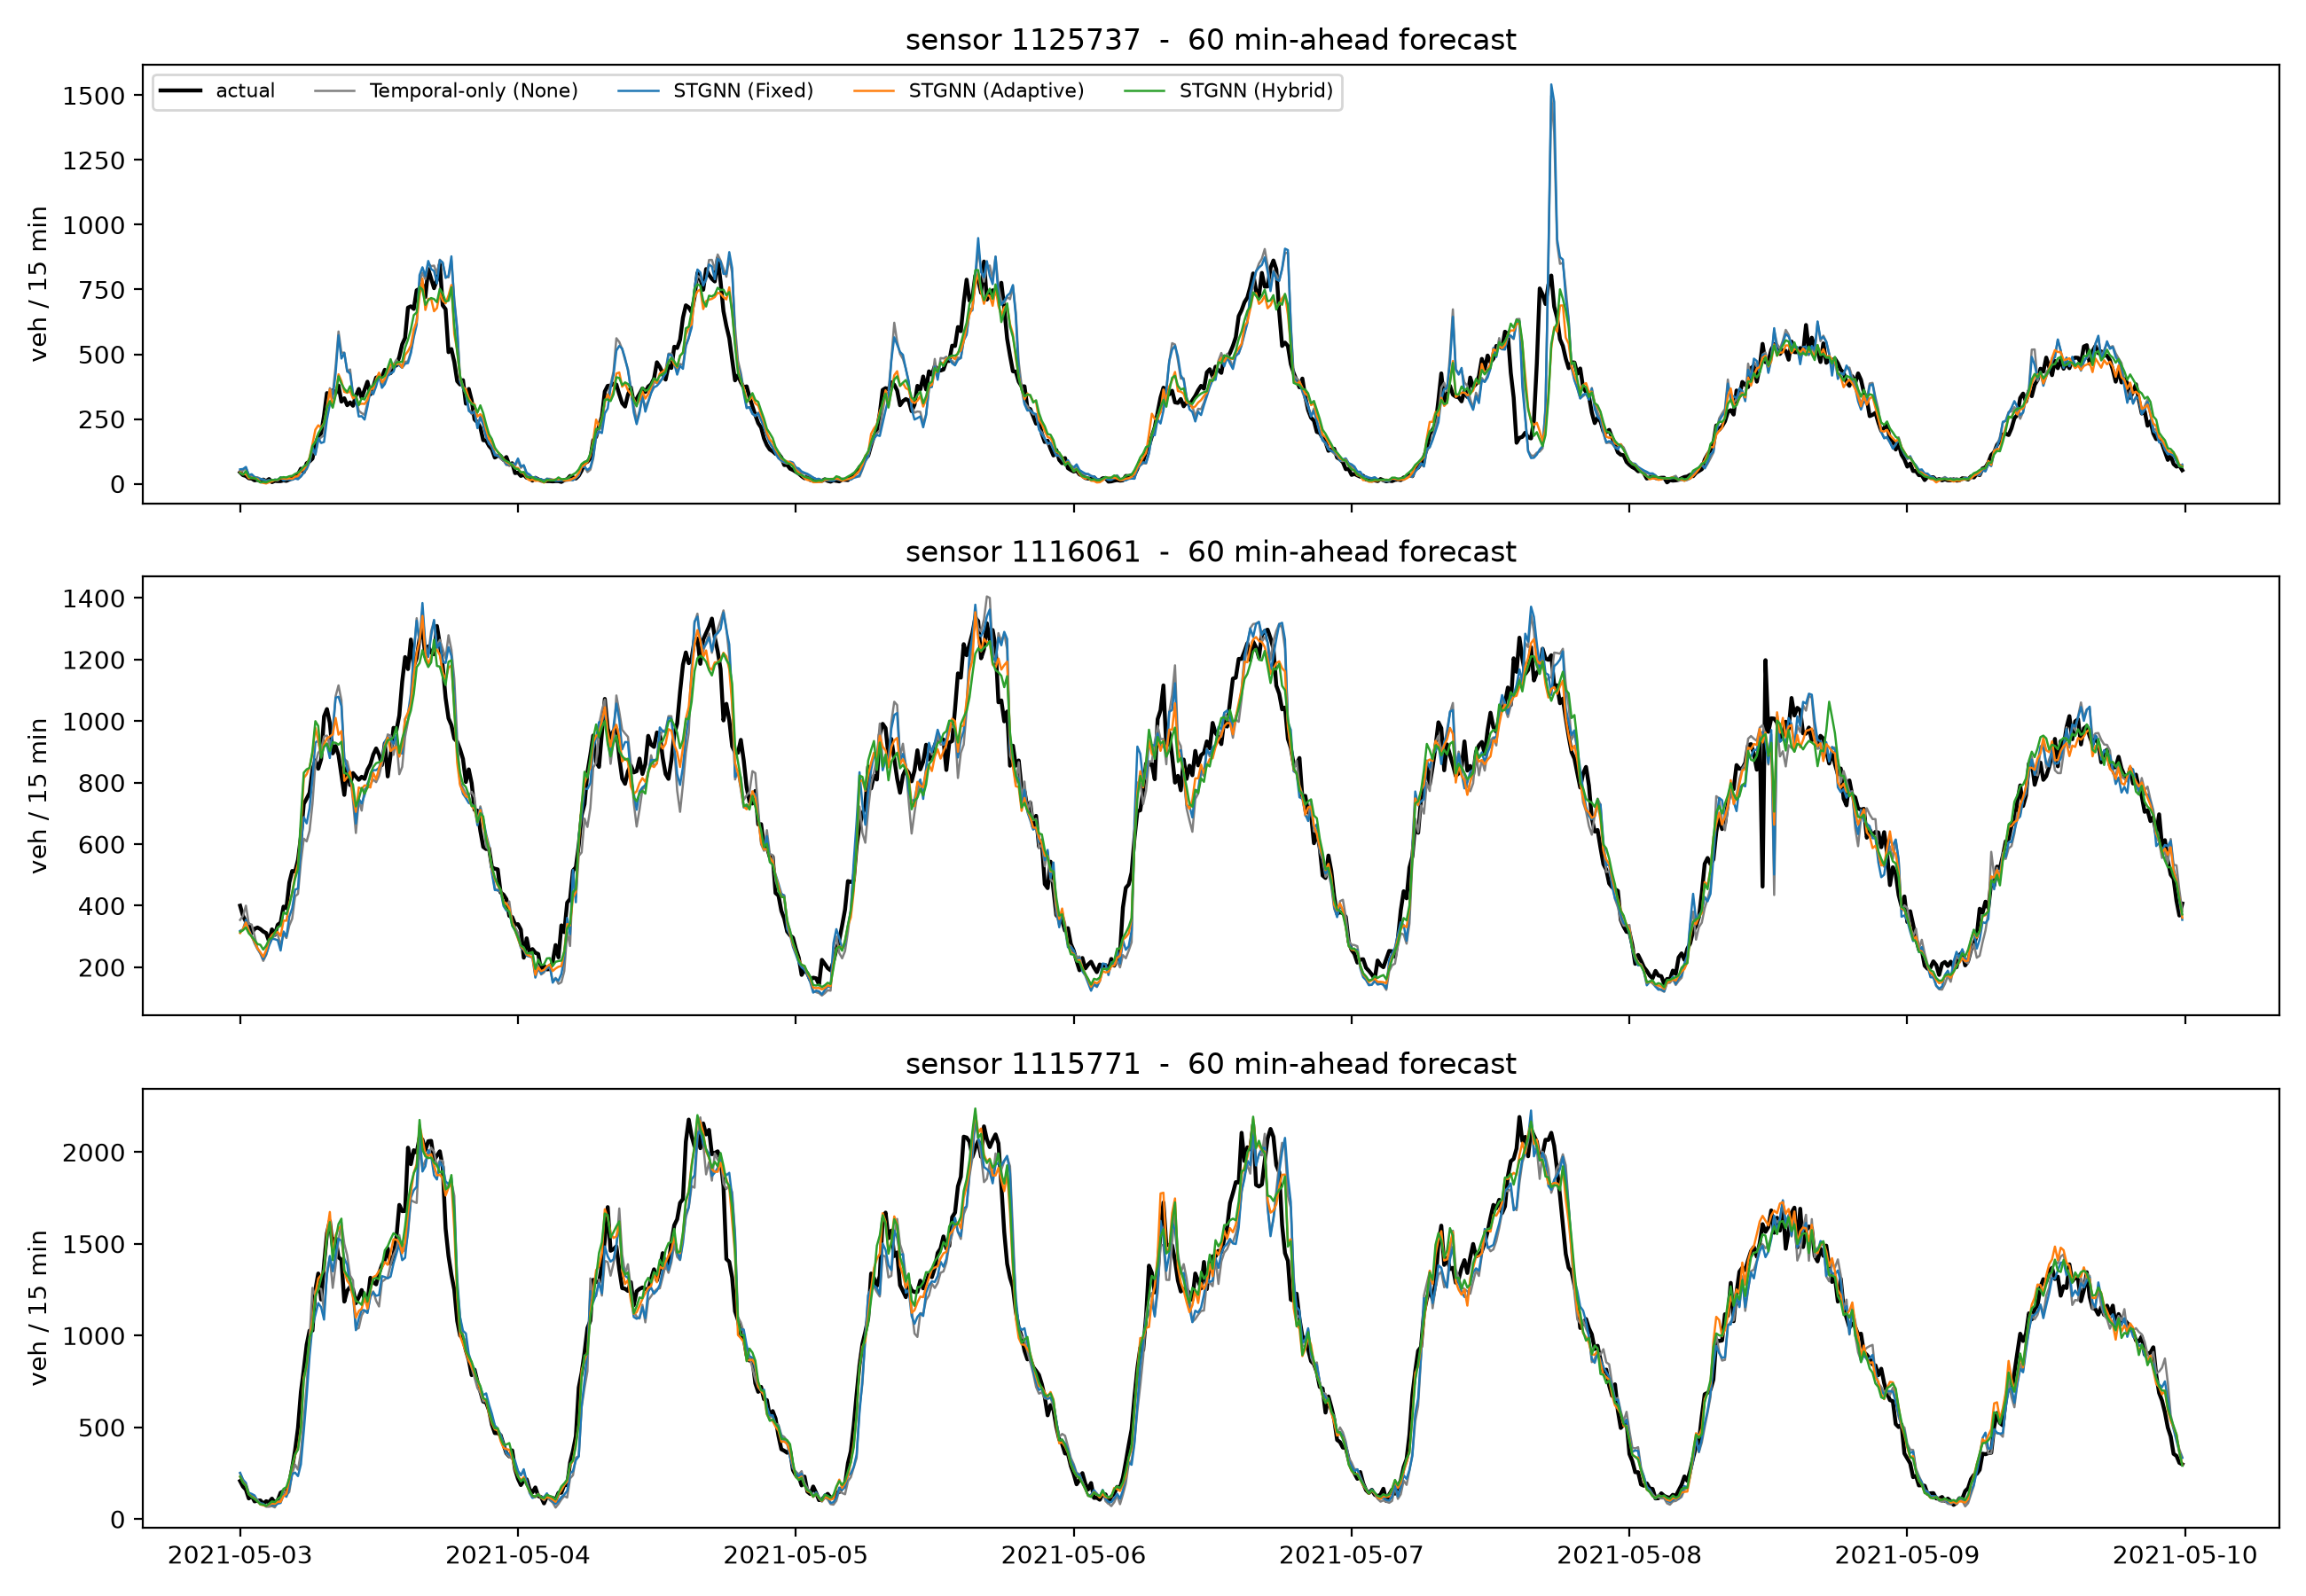 sensor 1125737 - 60 min-ahead forecast
actual Temporal-only (None) STGNN (Fixed) STGNN (Adaptive) STGNN (Hybrid)
veh / 15 min
1500
1250
1000
750
500
250
0
sensor 1116061 - 60 min-ahead forecast
veh / 15 min
1400
1200
1000
800
600
400
200
sensor 1115771 - 60 min-ahead forecast
veh / 15 min
2000
1500
1000
500
0
2021-05-03 2021-05-04 2021-05-05 2021-05-06 2021-05-07 2021-05-08 2021-05-09 2021-05-10